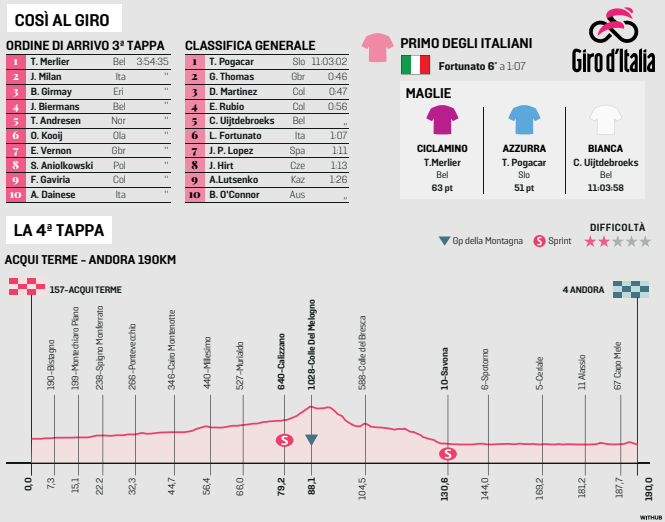 COSÌ AL GIRO
Giro d'Italia
ORDINE DI ARRIVO 3ª TAPPA
1 T. Merlier Bel 3:54:35
2 J. Milan Ita "
3 B. Girmay Eri "
4 J. Biermans Bel "
5 T. Andresen Nor "
6 O. Kooij Ola "
7 E. Vernon Gbr "
8 S. Aniolkowski Pol "
9 F. Gaviria Col "
10 A. Dainese Ita "
CLASSIFICA GENERALE
1 T. Pogacar Slo 11:03:02
2 G. Thomas Gbr 0:46
3 D. Martinez Col 0:47
4 E. Rubio Col 0:56
5 C. Uijtdebroeks Bel „
6 L. Fortunato Ita 1:07
7 J. P. Lopez Spa 1:11
8 J. Hirt Cze 1:13
9 A.Lutsenko Kaz 1:26
10 B. O'Connor Aus „
PRIMO DEGLI ITALIANI
Fortunato 6° a 1:07
MAGLIE
CICLAMINO
T.Merlier
Bel
63 pt
AZZURRA
T. Pogacar
Slo
51 pt
BIANCA
C. Uijtdebroeks
Bel
11:03:58
LA 4ª TAPPA
Gp della Montagna
S Sprint
DIFFICOLTÀ
ACQUI TERME - ANDORA 190KM
157-ACQUI TERME
4 ANDORA
190-Bistagno
199-Montechiaro Piano
238-Spigno Monferrato
266-Pontevecchio
346-Cairo Montenotte
440-Millesimo
527-Murialdo
640-Calizzano
1028-Colle Del Melogno
588-Colle del Bresca
10-Savona
6-Spotorno
5-Ceriale
11 Alassio
67 Capo Mele
S
S
0,0
7,3
15,1
22,2
32,3
44,7
56,4
66,0
79,2
88,1
104,5
130,6
144,0
169,2
181,2
187,7
190,0
WITHUB